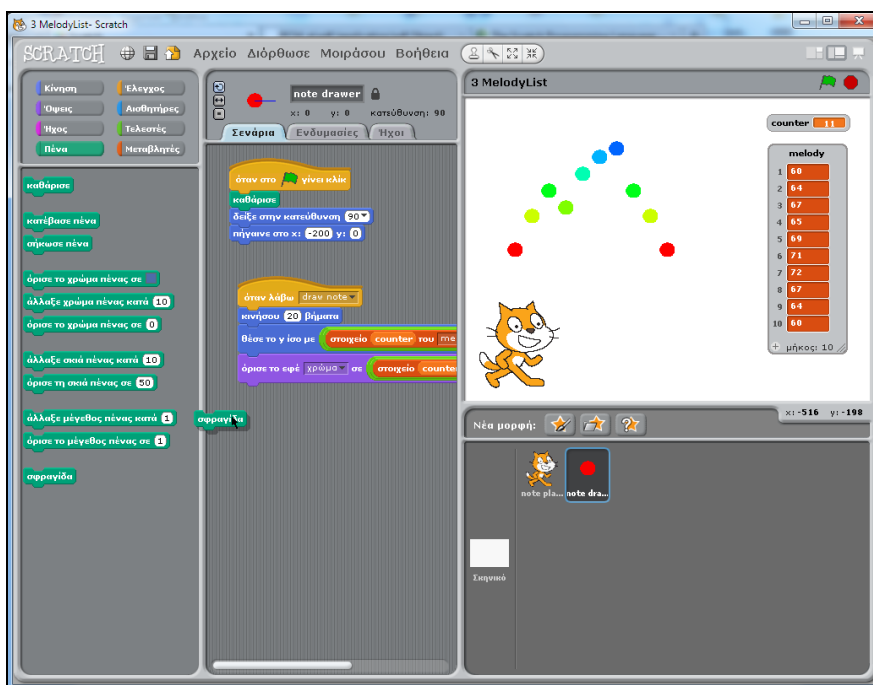 3 MelodyList- Scratch
SCRATCH Αρχείο Διόρθωσε Μοιράσου Βοήθεια
Κίνηση Έλεγχος
Όψεις Αισθητήρες
Ήχος Τελεστές
Πένα Μεταβλητές
καθάρισε
κατέβασε πένα
σήκωσε πένα
όρισε το χρώμα πένας σε
άλλαξε χρώμα πένας κατά 10
όρισε το χρώμα πένας σε 0
άλλαξε σκιά πένας κατά 10
όρισε τη σκιά πένας σε 50
άλλαξε μέγεθος πένας κατά 1
όρισε το μέγεθος πένας σε 1
σφραγίδα
note drawer
x: 0 y: 0 κατεύθυνση: 90
Σενάρια Ενδυμασίες Ήχοι
όταν στο γίνει κλίκ
καθάρισε
δείξε στην κατεύθυνση 90
πήγαινε στο x: -200 y: 0
όταν λάβω draw note
κινήσου 20 βήματα
θέσε το y ίσο με στοιχείο counter του me
όρισε το εφέ χρώμα σε στοιχείο counte
σφραγίδα
3 MelodyList
counter 11
melody
1 60
2 64
3 67
4 65
5 69
6 71
7 72
8 67
9 64
10 60
+ μήκος: 10
x: -516 y: -198
Νέα μορφή:
note pla... note dra...
Σκηνικό